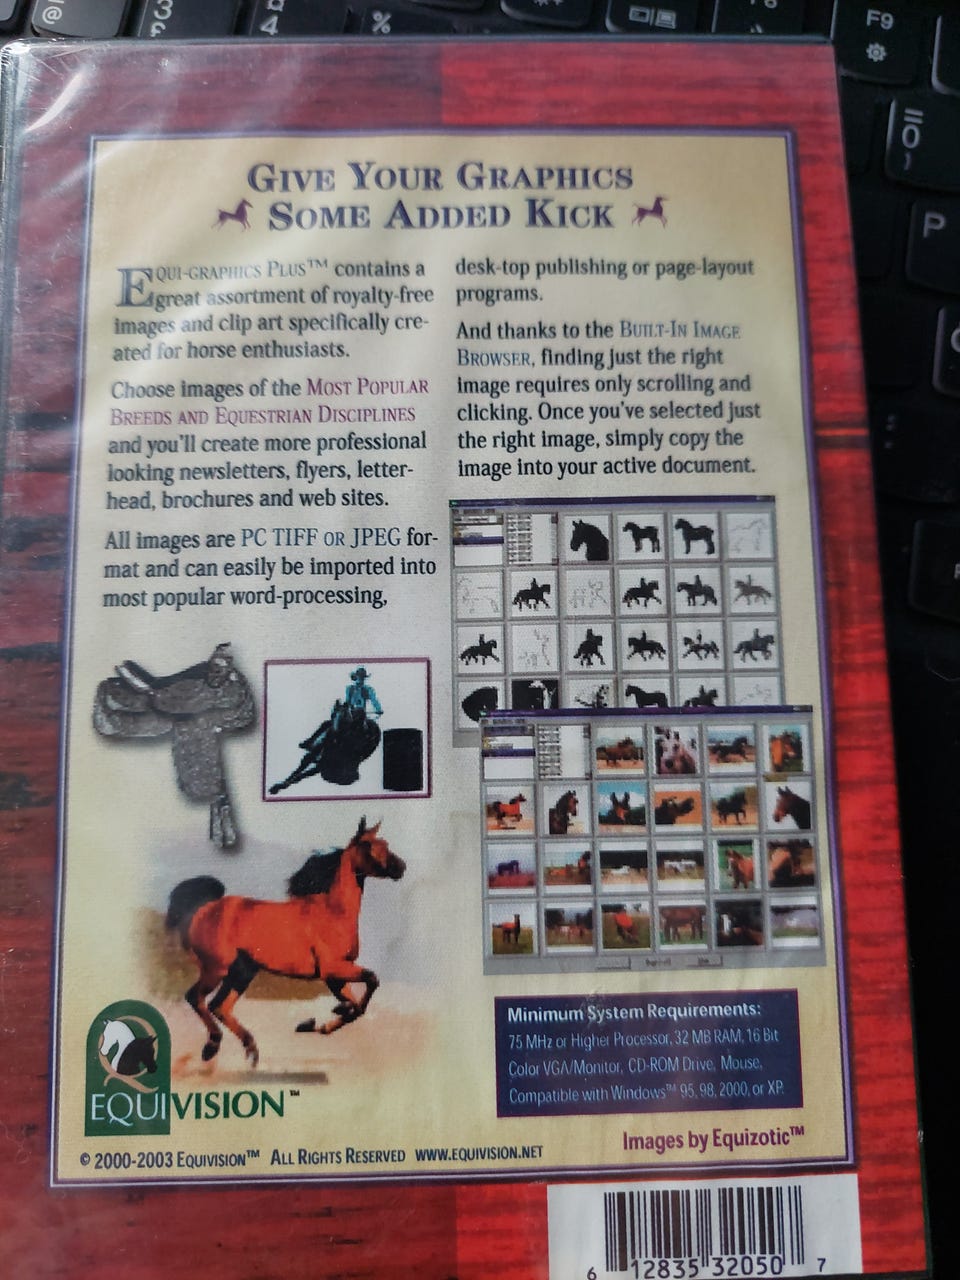 @
3
4
%
F9
P
GIVE YOUR GRAPHICS
SOME ADDED KICK
EQUI-GRAPHICS PLUS™ contains a
great assortment of royalty-free
images and clip art specifically cre-
ated for horse enthusiasts.
Choose images of the MOST POPULAR
BREEDS AND EQUESTRIAN DISCIPLINES
and you'll create more professional
looking newsletters, flyers, letter-
head, brochures and web sites.
All images are PC TIFF OR JPEG for-
mat and can easily be imported into
most popular word-processing,
desk-top publishing or page-layout
programs.
And thanks to the BUILT-IN IMAGE
BROWSER, finding just the right
image requires only scrolling and
clicking. Once you've selected just
the right image, simply copy the
image into your active document.
Minimum System Requirements:
75 MHz or Higher Processor, 32 MB RAM, 16 Bit
Color VGA/Monitor, CD-ROM Drive, Mouse,
Compatible with Windows™ 95, 98, 2000, or XP.
EQUIVISION™
Images by Equizotic™
© 2000-2003 EQUIVISION™ ALL RIGHTS RESERVED WWW.EQUIVISION.NET
6 12835 32050 7